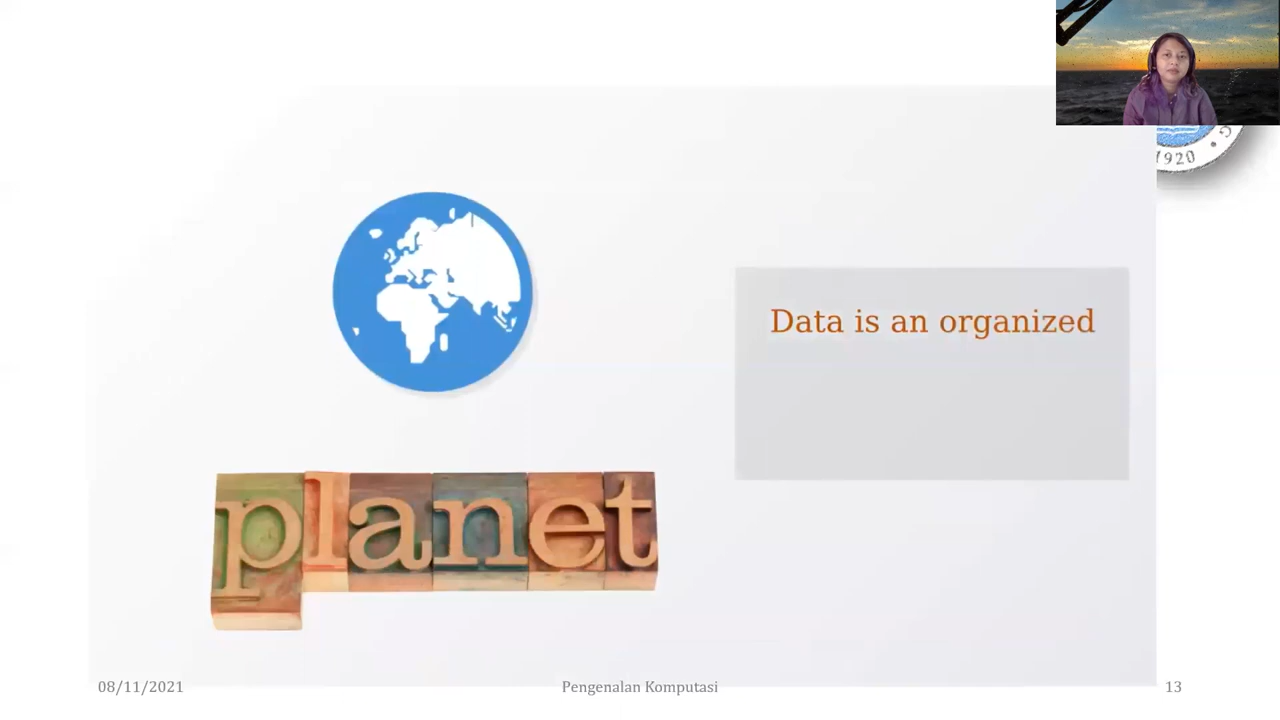 1920
Data is an organized
planet
08/11/2021
Pengenalan Komputasi
13